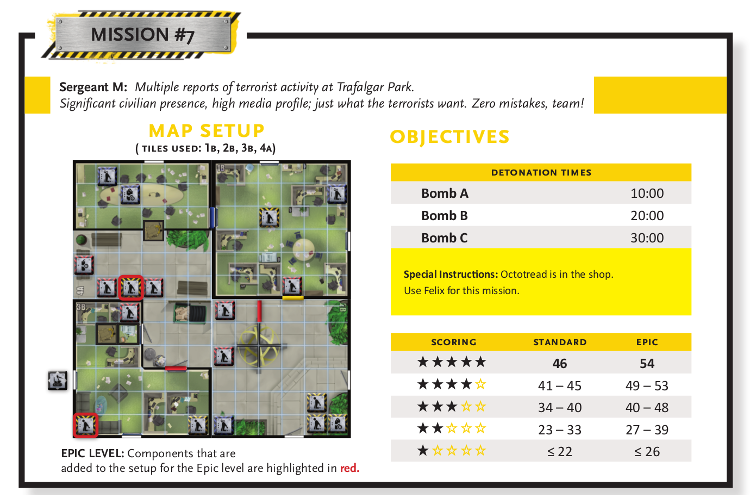 MISSION #7
Sergeant M: Multiple reports of terrorist activity at Trafalgar Park.
Significant civilian presence, high media profile; just what the terrorists want. Zero mistakes, team!
MAP SETUP
( TILES USED: 1B, 2B, 3B, 4A)
EPIC LEVEL: Components that are
added to the setup for the Epic level are highlighted in red.
OBJECTIVES
DETONATION TIMES
Bomb A 10:00
Bomb B 20:00
Bomb C 30:00
Special Instructions: Octotread is in the shop.
Use Felix for this mission.
SCORING STANDARD EPIC
★★★★★ 46 54
★★★★☆ 41 – 45 49 – 53
★★★☆☆ 34 – 40 40 – 48
★★☆☆☆ 23 – 33 27 – 39
★☆☆☆☆ ≤ 22 ≤ 26